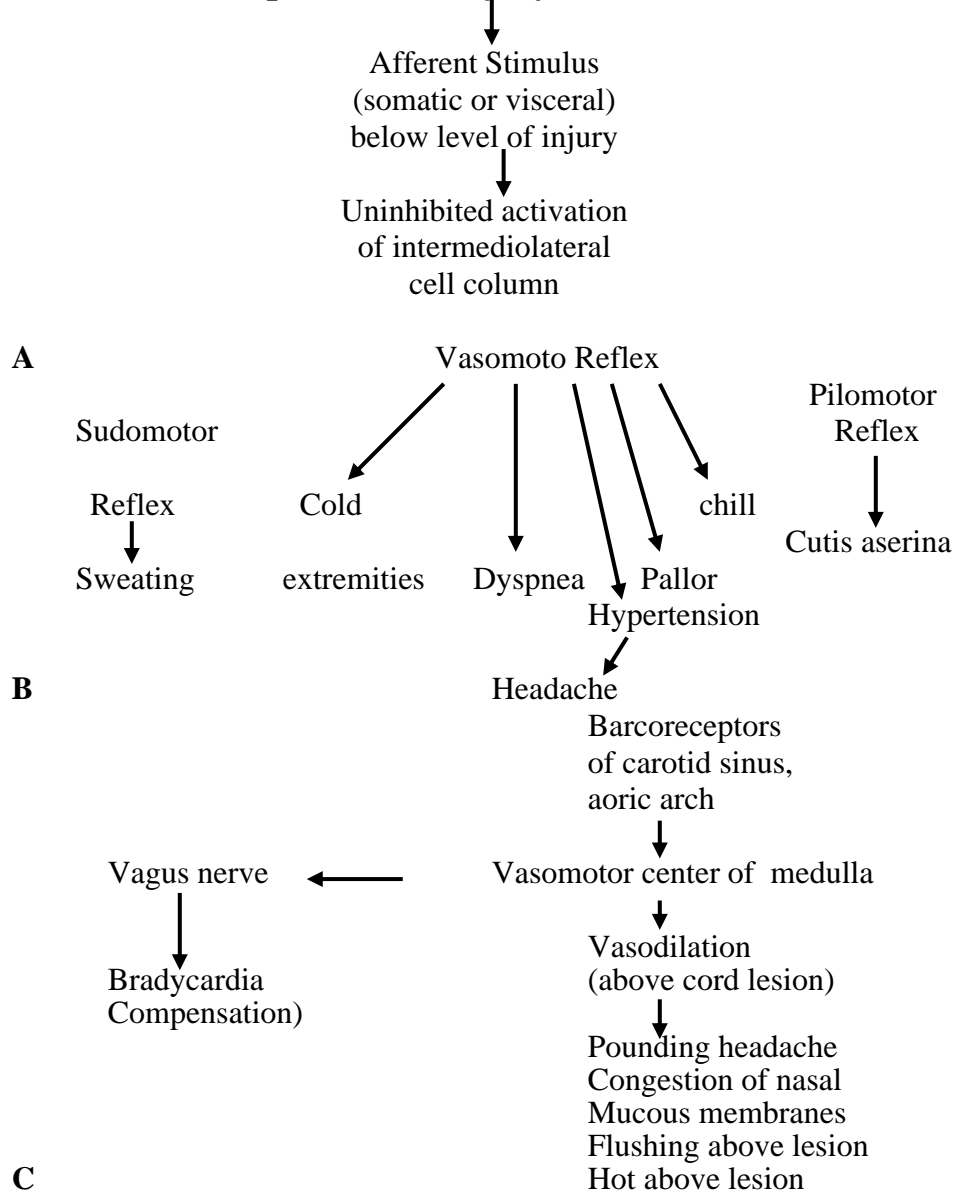 Afferent Stimulus
(somatic or visceral)
below level of injury
Uninhibited activation
of intermediolateral
cell column
A
Vasomoto Reflex
Sudomotor
Reflex
Sweating
Cold
extremities
Dyspnea
Pallor
Hypertension
chill
Pilomotor
Reflex
Cutis aserina
B
Headache
Barcoreceptors
of carotid sinus,
aoric arch
Vasomotor center of medulla
Vagus nerve
Bradycardia
Compensation)
Vasodilation
(above cord lesion)
Pounding headache
Congestion of nasal
Mucous membranes
Flushing above lesion
C
Hot above lesion